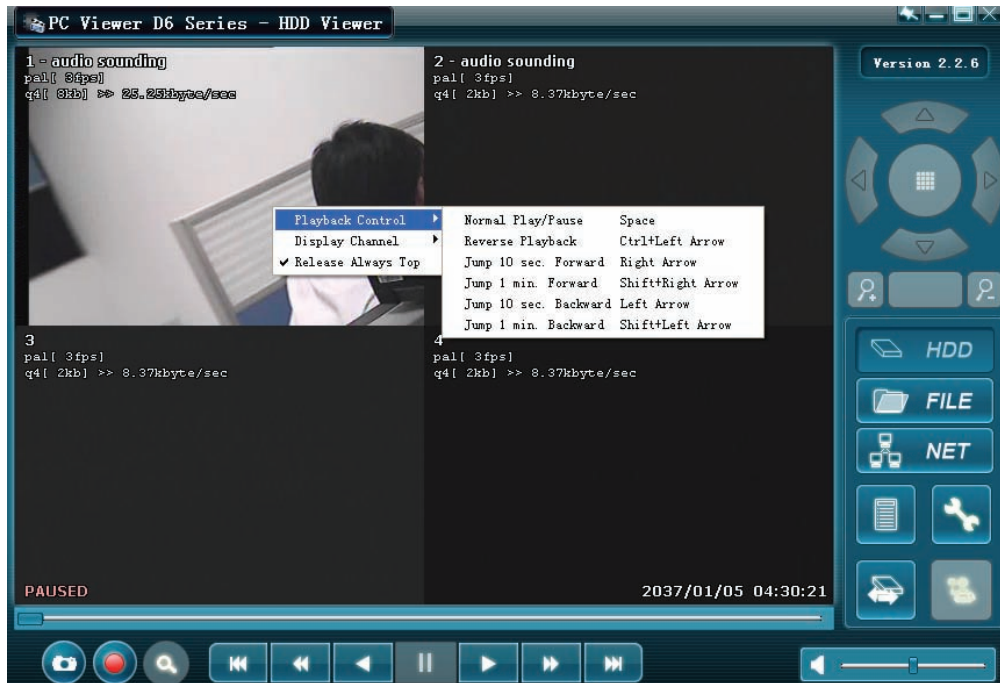 PC Viewer D6 Series - HDD Viewer
Version 2.2.6
1 - audio sounding
pal[ 3fps]
q4[ 8kb] >> 25.25kbyte/sec
2 - audio sounding
pal[ 3fps]
q4[ 2kb] >> 8.37kbyte/sec
Playback Control
Display Channel
✔ Release Always Top
Normal Play/Pause Space
Reverse Playback Ctrl+Left Arrow
Jump 10 sec. Forward Right Arrow
Jump 1 min. Forward Shift+Right Arrow
Jump 10 sec. Backward Left Arrow
Jump 1 min. Backward Shift+Left Arrow
3
pal[ 3fps]
q4[ 2kb] >> 8.37kbyte/sec
4
pal[ 3fps]
q4[ 2kb] >> 8.37kbyte/sec
HDD
FILE
NET
PAUSED
2037/01/05 04:30:21